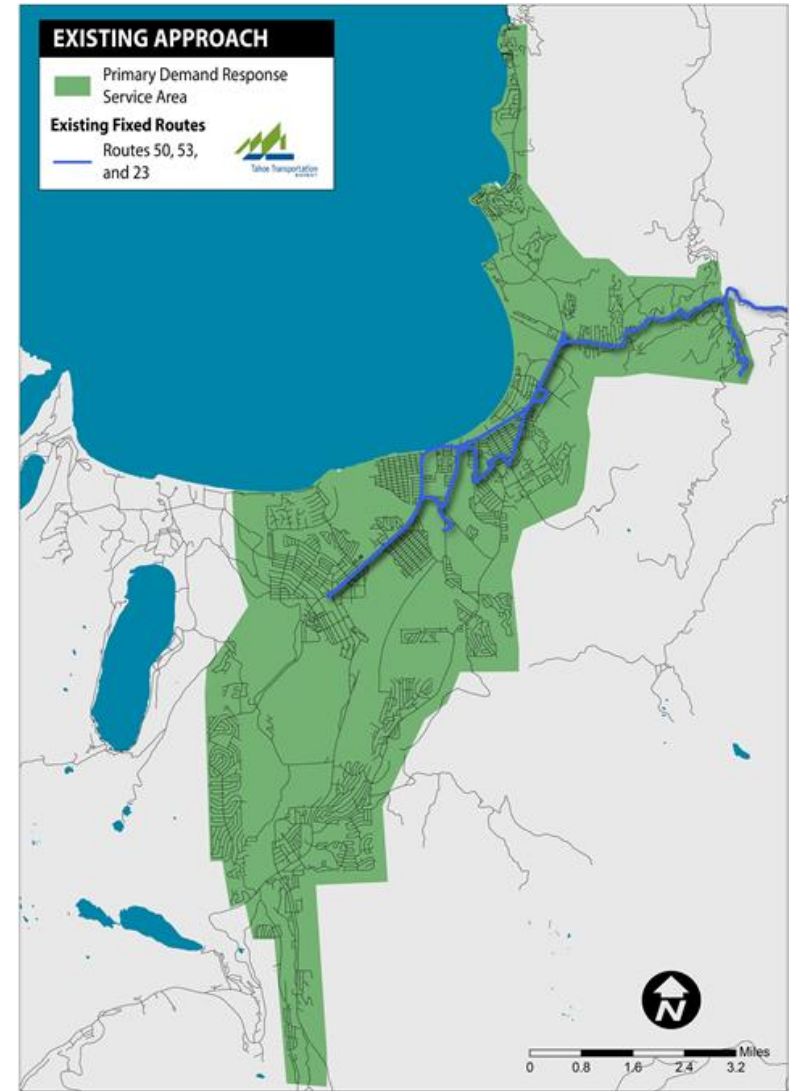 EXISTING APPROACH
Primary Demand Response
Service Area
Existing Fixed Routes
Routes 50, 53,
and 23
Tahoe Transportation
DISTRICT
N
Miles
0 0.8 1.6 2.4 3.2